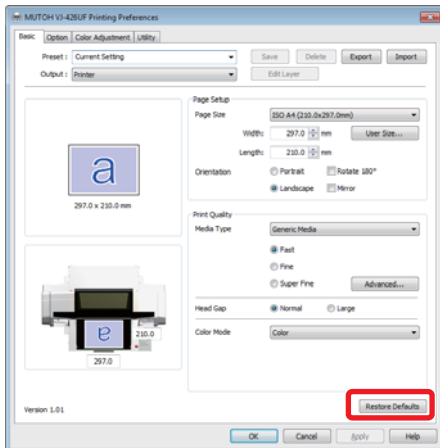 MUTOH VJ-426UF Printing Preferences
Basic Option Color Adjustment Utility
Preset : Current Setting Save Delete Export Import
Output : Printer Edit Layer
Page Setup
Page Size ISO A4 (210.0x297.0mm)
Width: 297.0 mm User Size...
Length: 210.0 mm
Orientation Portrait Rotate 180°
Landscape Mirror
a
297.0 x 210.0 mm
Print Quality
Media Type Generic Media
Fast
Fine
Super Fine Advanced...
Head Gap Normal Large
Color Mode Color
a 210.0
297.0
Restore Defaults
Version 1.01
OK Cancel Apply Help